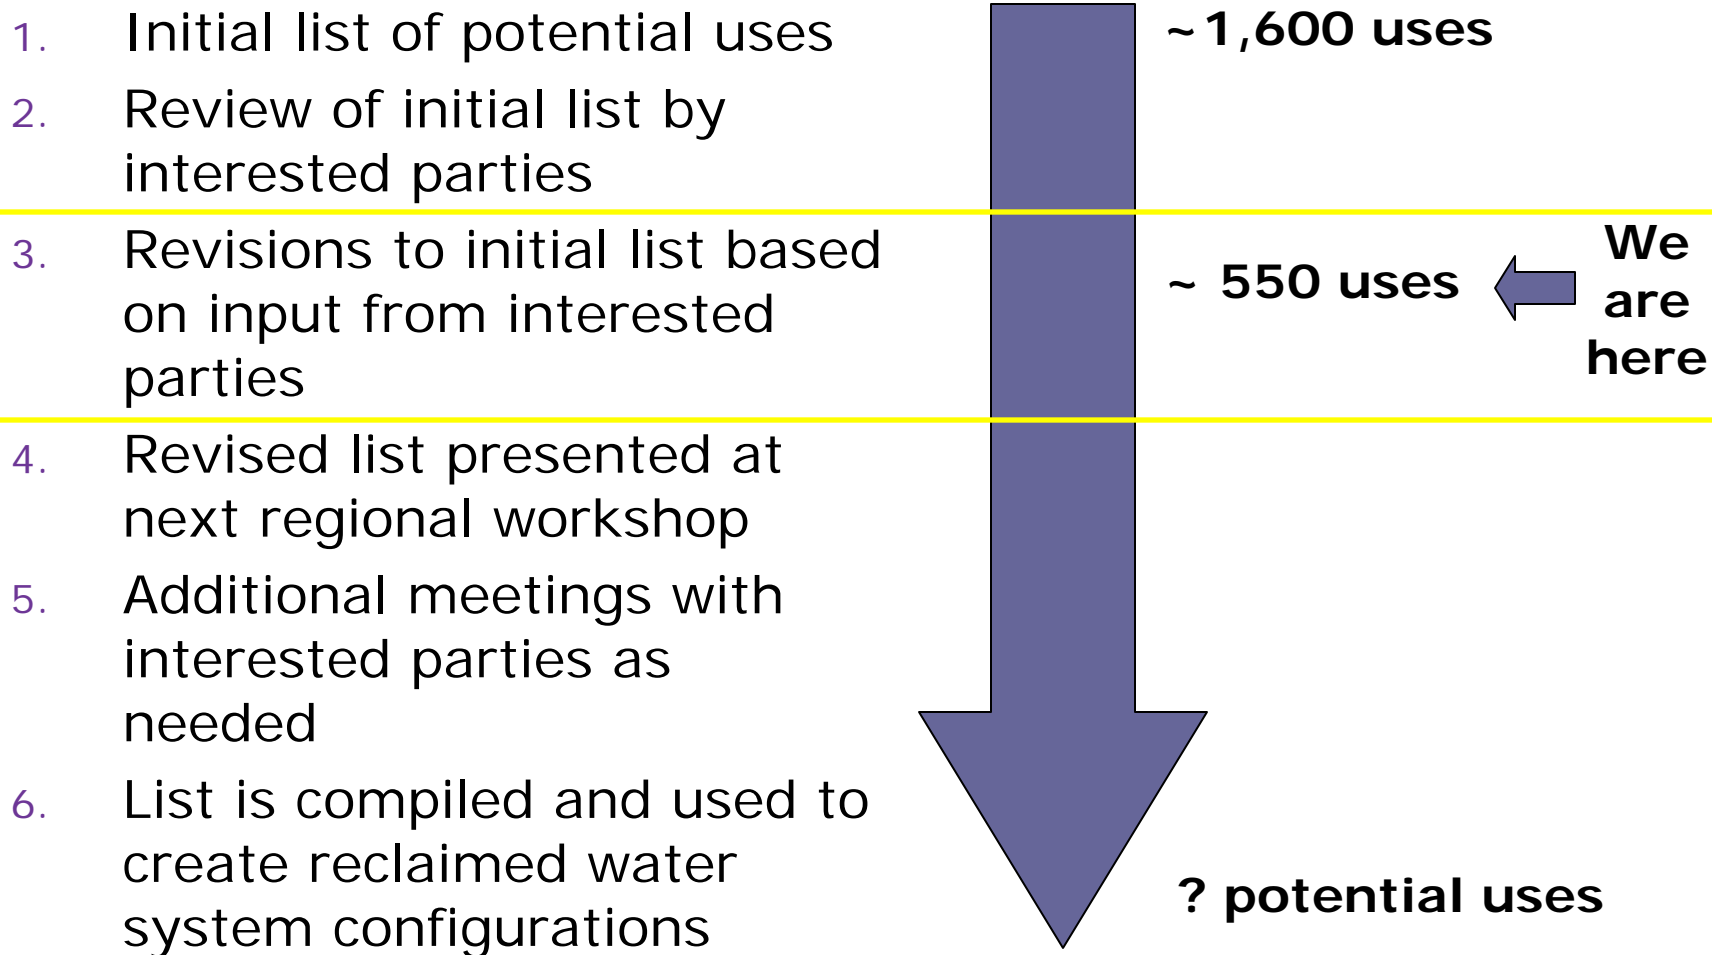 1. Initial list of potential uses
~1,600 uses
2. Review of initial list by
interested parties
3. Revisions to initial list based
on input from interested
parties
~ 550 uses
We
are
here
4. Revised list presented at
next regional workshop
5. Additional meetings with
interested parties as
needed
6. List is compiled and used to
create reclaimed water
system configurations
? potential uses